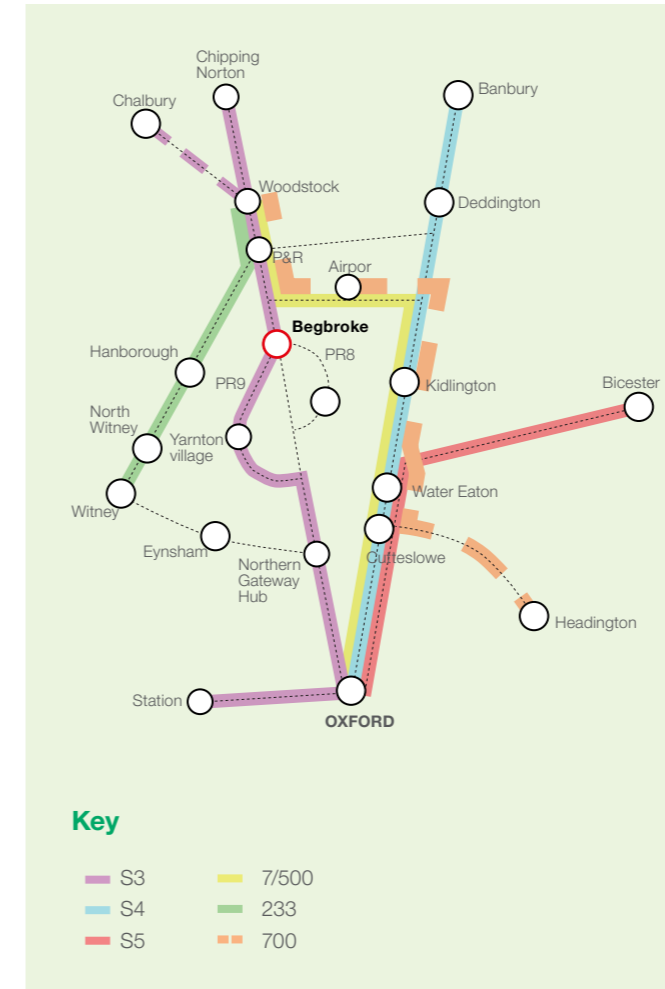 Chipping
Norton
Chalbury
Banbury
Woodstock
Deddington
P&R
Airpor
Begbroke
PR8
Hanborough
PR9
Kidlington
Bicester
North
Witney
Yarnton
village
Water Eaton
Witney
Eynsham
Cutteslowe
Northern
Gateway
Hub
Headington
Station
OXFORD
Key
S3
7/500
S4
233
S5
700